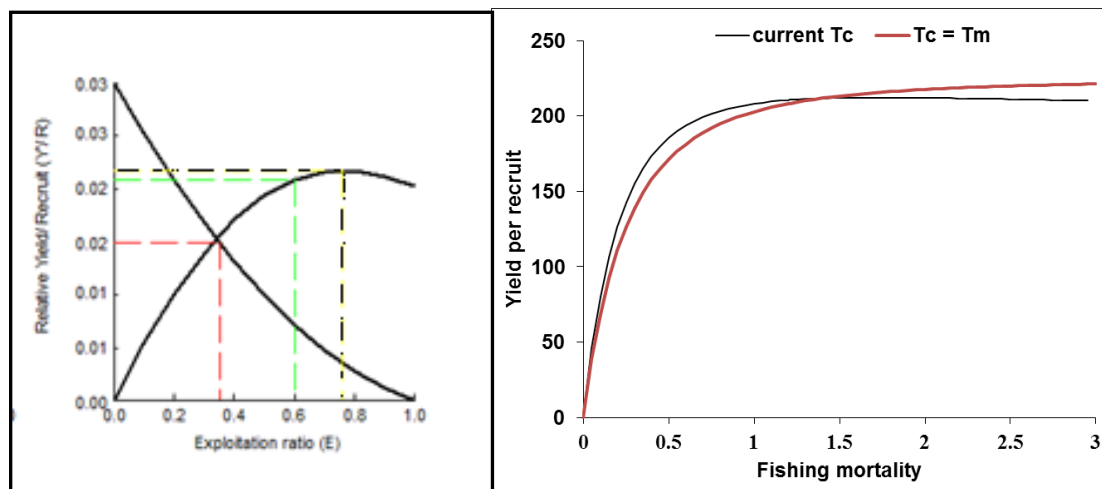 Relative Yield/ Recruit (Y'/ R)
0.03
0.03
0.02
0.02
0.01
0.01
0.00
0.0 0.2 0.4 0.6 0.8 1.0
Exploitation ratio (E)
current Tc Tc = Tm
Yield per recruit
250
200
150
100
50
0
0 0.5 1 1.5 2 2.5 3
Fishing mortality